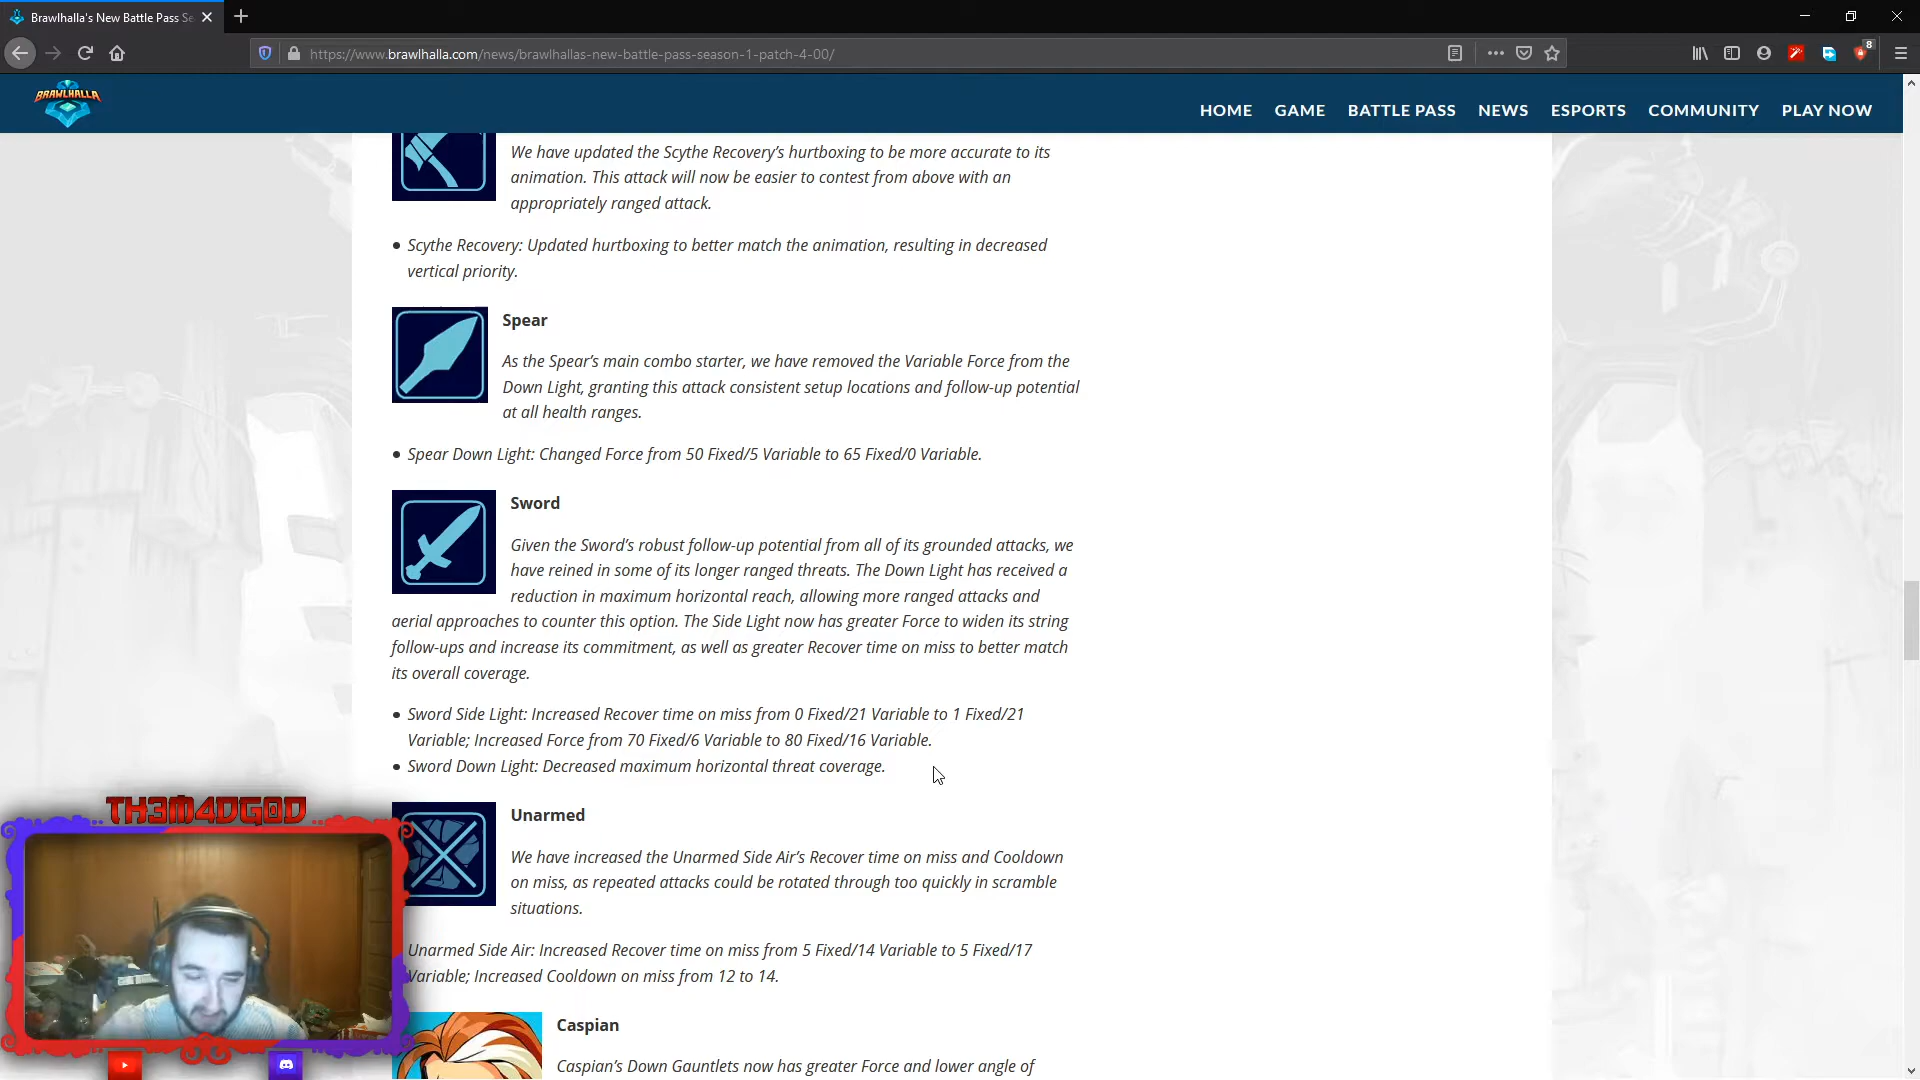 Brawlhalla's New Battle Pass Se
https://www.brawlhalla.com/news/brawlhallas-new-battle-pass-season-1-patch-4-00/
8
BRAWLHALLA
HOME GAME BATTLE PASS NEWS ESPORTS COMMUNITY PLAY NOW
We have updated the Scythe Recovery's hurtboxing to be more accurate to its
animation. This attack will now be easier to contest from above with an
appropriately ranged attack.
Scythe Recovery: Updated hurtboxing to better match the animation, resulting in decreased
vertical priority.
Spear
As the Spear's main combo starter, we have removed the Variable Force from the
Down Light, granting this attack consistent setup locations and follow-up potential
at all health ranges.
Spear Down Light: Changed Force from 50 Fixed/5 Variable to 65 Fixed/0 Variable.
Sword
Given the Sword's robust follow-up potential from all of its grounded attacks, we
have reined in some of its longer ranged threats. The Down Light has received a
reduction in maximum horizontal reach, allowing more ranged attacks and
aerial approaches to counter this option. The Side Light now has greater Force to widen its string
follow-ups and increase its commitment, as well as greater Recover time on miss to better match
its overall coverage.
Sword Side Light: Increased Recover time on miss from 0 Fixed/21 Variable to 1 Fixed/21
Variable; Increased Force from 70 Fixed/6 Variable to 80 Fixed/16 Variable.
Sword Down Light: Decreased maximum horizontal threat coverage.
TH3M4DG0D
Unarmed
We have increased the Unarmed Side Air's Recover time on miss and Cooldown
on miss, as repeated attacks could be rotated through too quickly in scramble
situations.
Unarmed Side Air: Increased Recover time on miss from 5 Fixed/14 Variable to 5 Fixed/17
Variable; Increased Cooldown on miss from 12 to 14.
Caspian
Caspian's Down Gauntlets now has greater Force and lower angle of